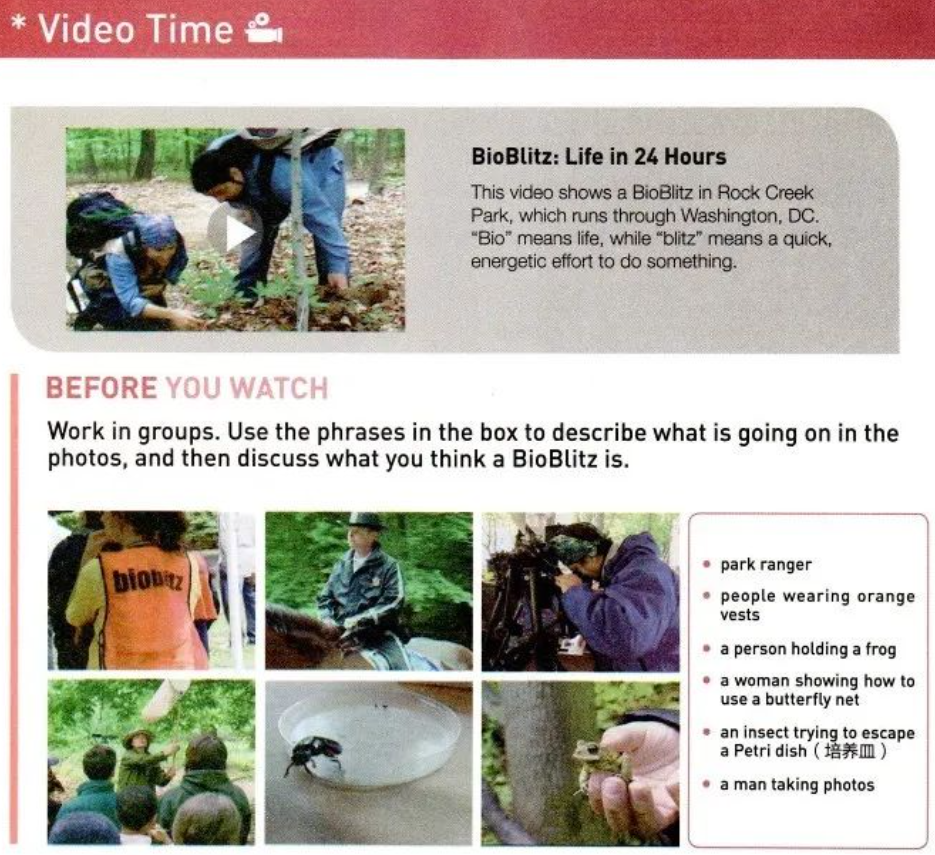 * Video Time
BioBlitz: Life in 24 Hours
This video shows a BioBlitz in Rock Creek
Park, which runs through Washington, DC.
“Bio” means life, while “blitz” means a quick,
energetic effort to do something.
BEFORE YOU WATCH
Work in groups. Use the phrases in the box to describe what is going on in the
photos, and then discuss what you think a BioBlitz is.
bioblitz
• park ranger
• people wearing orange
vests
• a person holding a frog
• a woman showing how to
use a butterfly net
• an insect trying to escape
a Petri dish（培养皿）
• a man taking photos